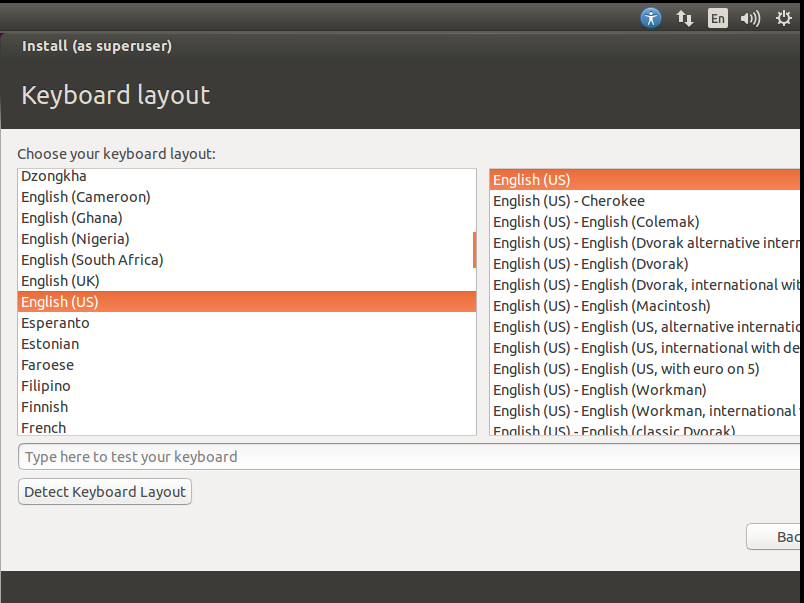 En
Install (as superuser)
Keyboard layout
Choose your keyboard layout:
Dzongkha
English (Cameroon)
English (Ghana)
English (Nigeria)
English (South Africa)
English (UK)
English (US)
Esperanto
Estonian
Faroese
Filipino
Finnish
French
English (US)
English (US) - Cherokee
English (US) - English (Colemak)
English (US) - English (Dvorak alternative intern
English (US) - English (Dvorak)
English (US) - English (Dvorak, international wit
English (US) - English (Macintosh)
English (US) - English (US, alternative internatio
English (US) - English (US, international with de
English (US) - English (US, with euro on 5)
English (US) - English (Workman)
English (US) - English (Workman, international
English (US) - English (classic Dvorak)
Type here to test your keyboard
Detect Keyboard Layout
Bac